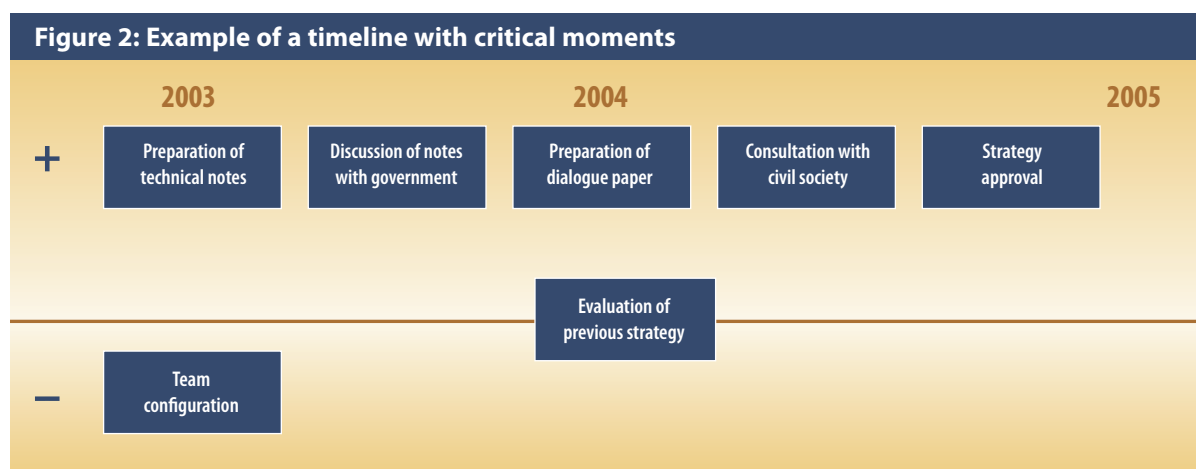 Figure 2: Example of a timeline with critical moments
2003
2004
2005
+
Preparation of
technical notes
Discussion of notes
with government
Preparation of
dialogue paper
Consultation with
civil society
Strategy
approval
Evaluation of
previous strategy
–
Team
configuration